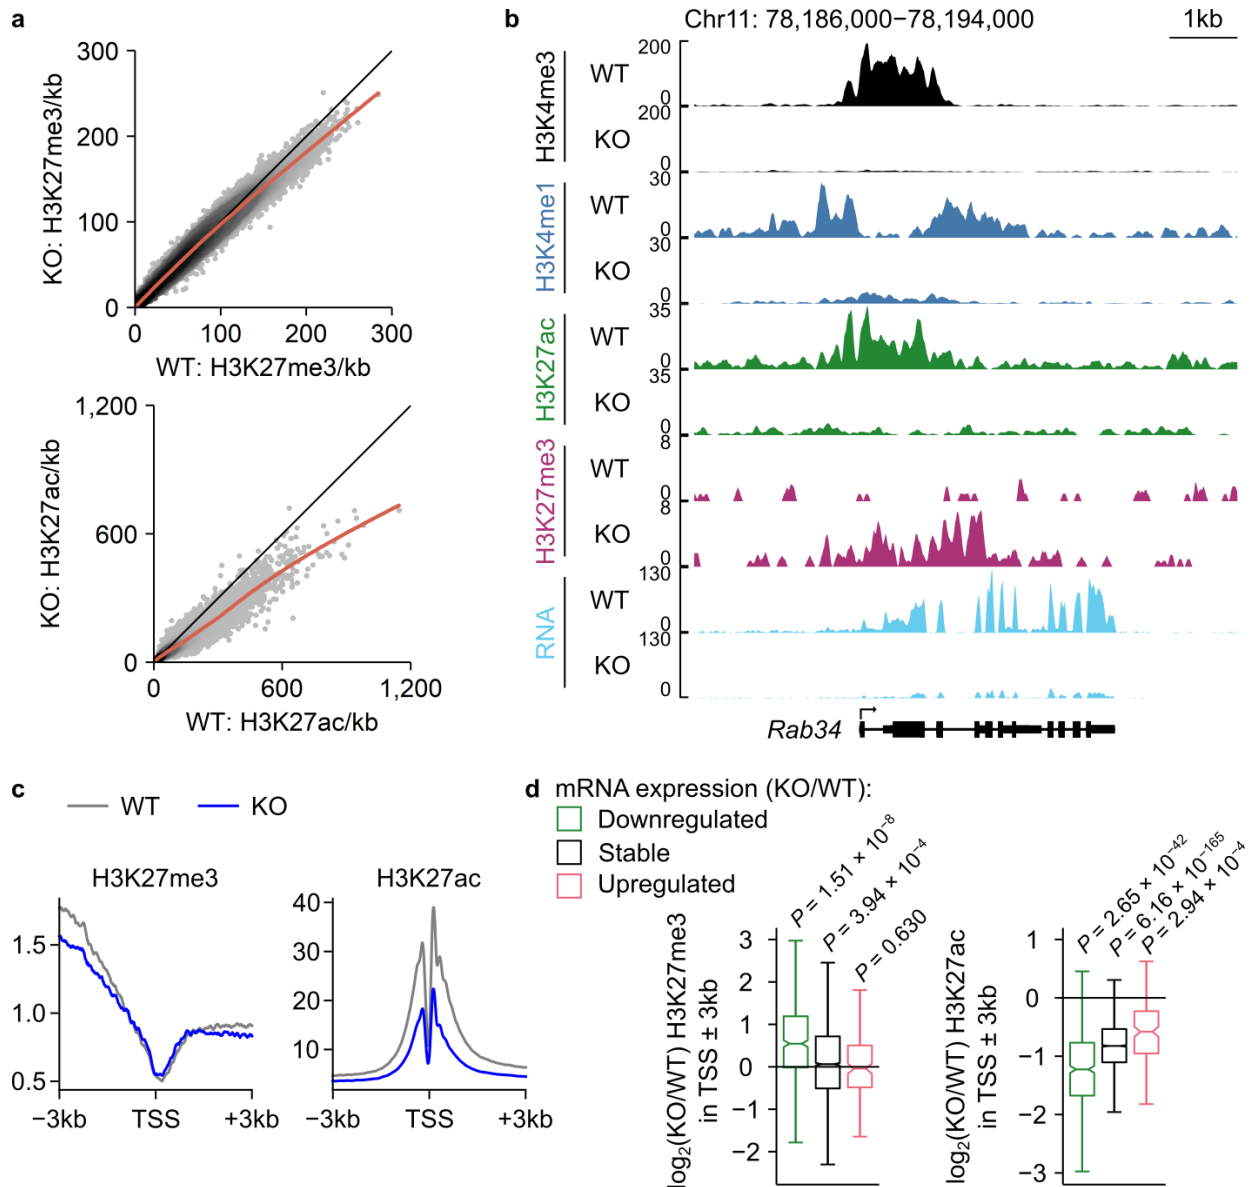 a
300
200
100
0
0 100 200 300
KO: H3K27me3/kb
WT: H3K27me3/kb
1,200
600
0
0 600 1,200
KO: H3K27ac/kb
WT: H3K27ac/kb
b
Chr11: 78,186,000–78,194,000
1kb
H3K4me3
WT
200
0
KO
200
0
H3K4me1
WT
30
0
KO
30
0
H3K27ac
WT
35
0
KO
35
0
H3K27me3
WT
8
0
KO
8
0
RNA
WT
130
0
KO
130
0
Rab34
c
WT KO
H3K27me3
1.5
1.0
0.5
−3kb TSS +3kb
H3K27ac
40
30
20
10
−3kb TSS +3kb
d mRNA expression (KO/WT):
Downregulated
Stable
Upregulated
log2(KO/WT) H3K27me3
in TSS ± 3kb
3
2
1
0
−1
−2
P = 1.51 × 10−8
P = 3.94 × 10−4
P = 0.630
log2(KO/WT) H3K27ac
in TSS ± 3kb
1
0
−1
−2
−3
P = 2.65 × 10−42
P = 6.16 × 10−165
P = 2.94 × 10−4